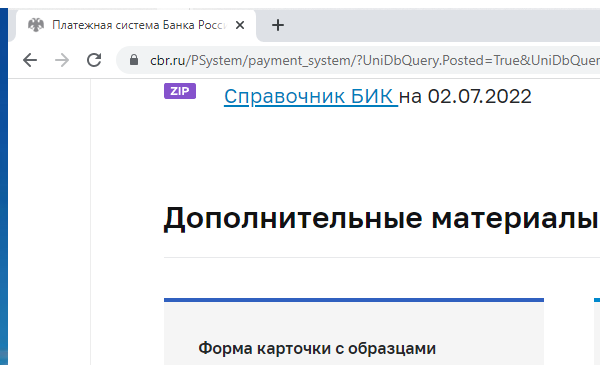 Платежная система Банка Росс
cbr.ru/PSystem/payment_system/?UniDbQuery.Posted=True&UniDbQuer
ZIP Справочник БИК на 02.07.2022
Дополнительные материалы
Форма карточки с образцами